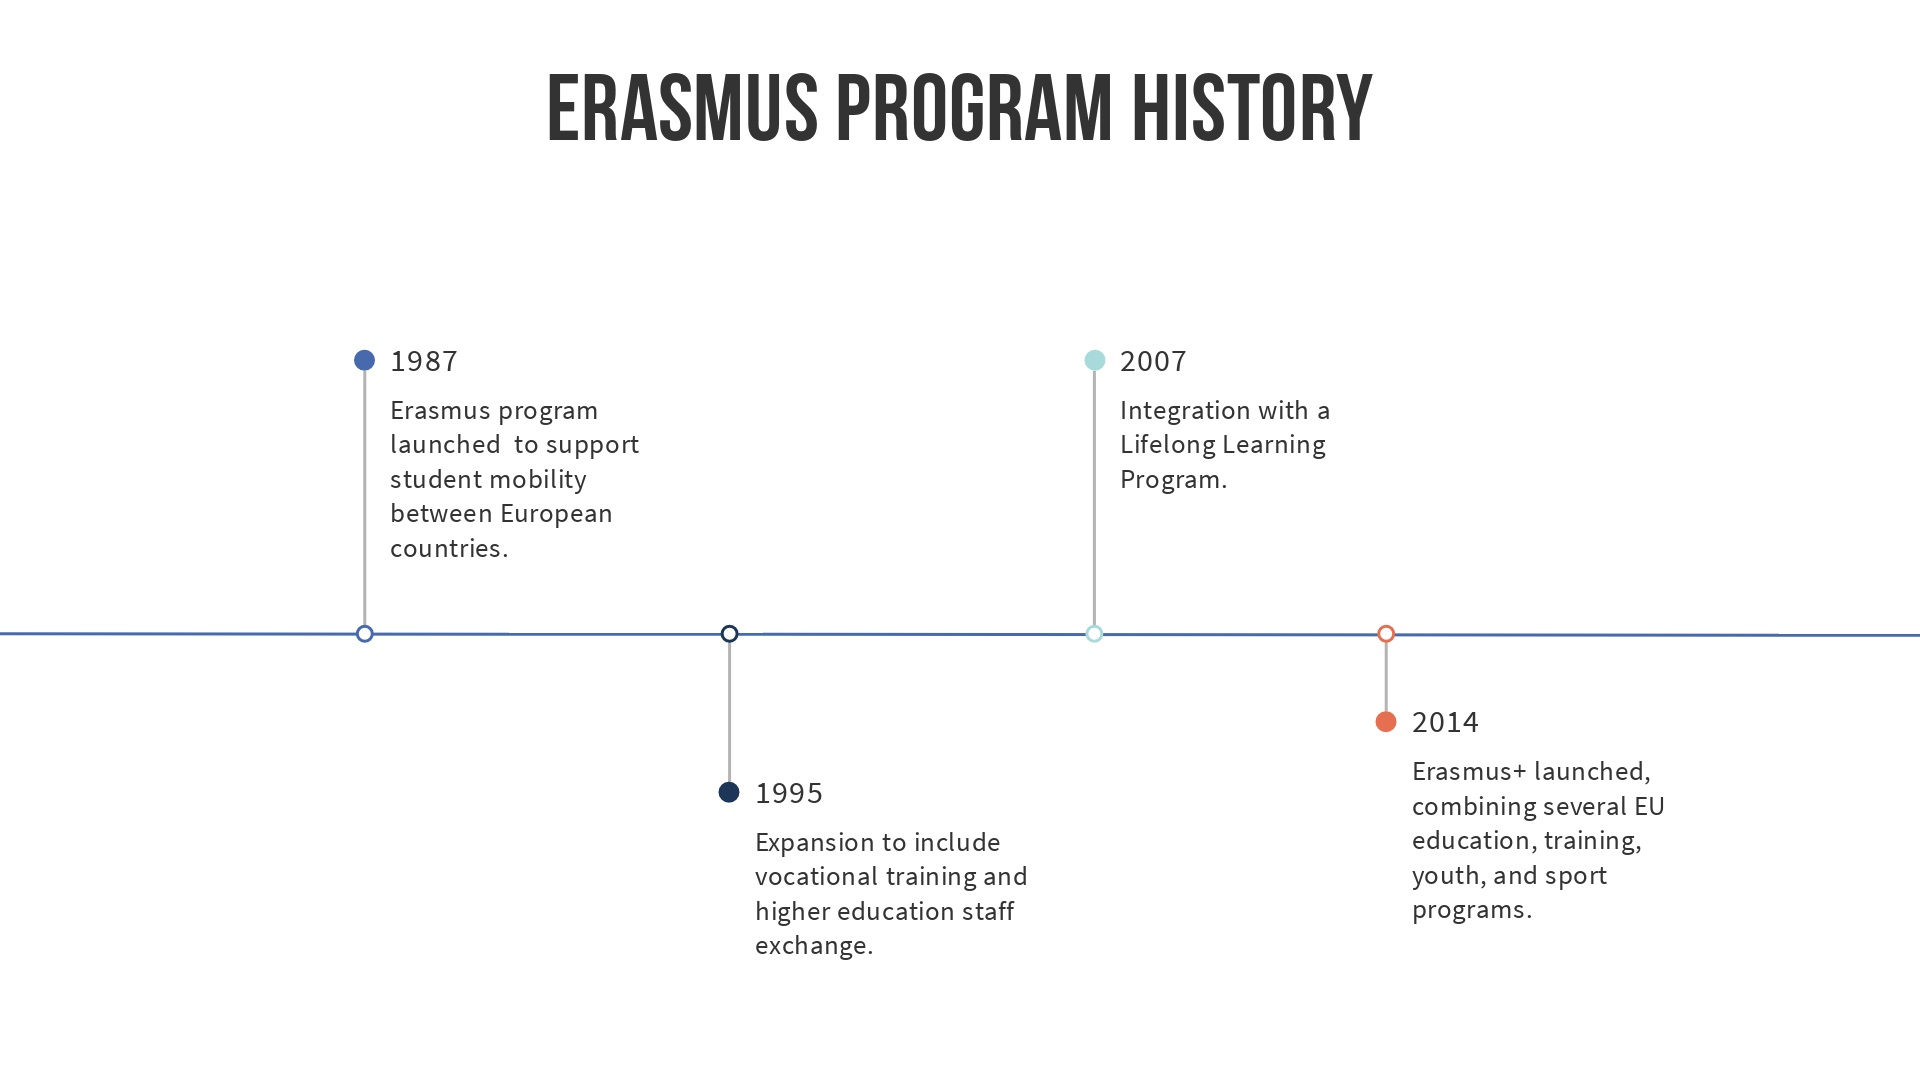 ERASMUS PROGRAM HISTORY
1987
Erasmus program
launched  to support
student mobility
between European
countries.
1995
Expansion to include
vocational training and
higher education staff
exchange.
2007
Integration with a
Lifelong Learning
Program.
2014
Erasmus+ launched,
combining several EU
education, training,
youth, and sport
programs.